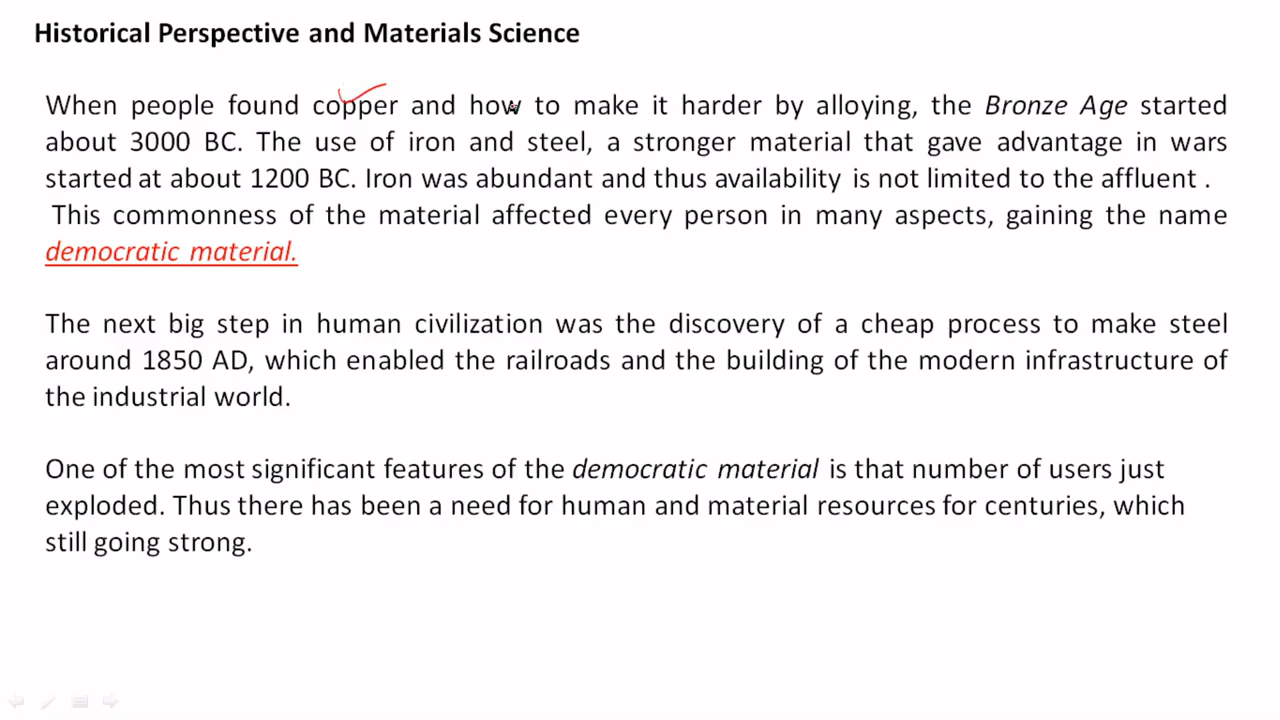 Historical Perspective and Materials Science
When people found copper and how to make it harder by alloying, the Bronze Age started
about 3000 BC. The use of iron and steel, a stronger material that gave advantage in wars
started at about 1200 BC. Iron was abundant and thus availability is not limited to the affluent .
This commonness of the material affected every person in many aspects, gaining the name
democratic material.
The next big step in human civilization was the discovery of a cheap process to make steel
around 1850 AD, which enabled the railroads and the building of the modern infrastructure of
the industrial world.
One of the most significant features of the democratic material is that number of users just
exploded. Thus there has been a need for human and material resources for centuries, which
still going strong.